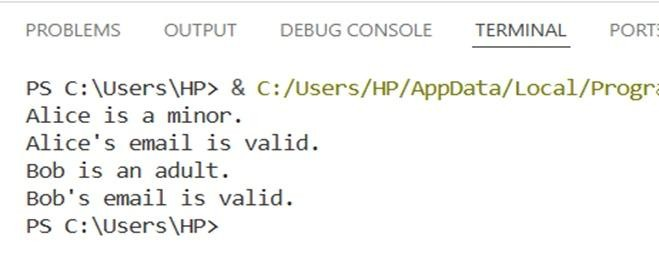 PROBLEMS OUTPUT DEBUG CONSOLE TERMINAL PORTS
PS C:\Users\HP> & C:/Users/HP/AppData/Local/Progra
Alice is a minor.
Alice's email is valid.
Bob is an adult.
Bob's email is valid.
PS C:\Users\HP>